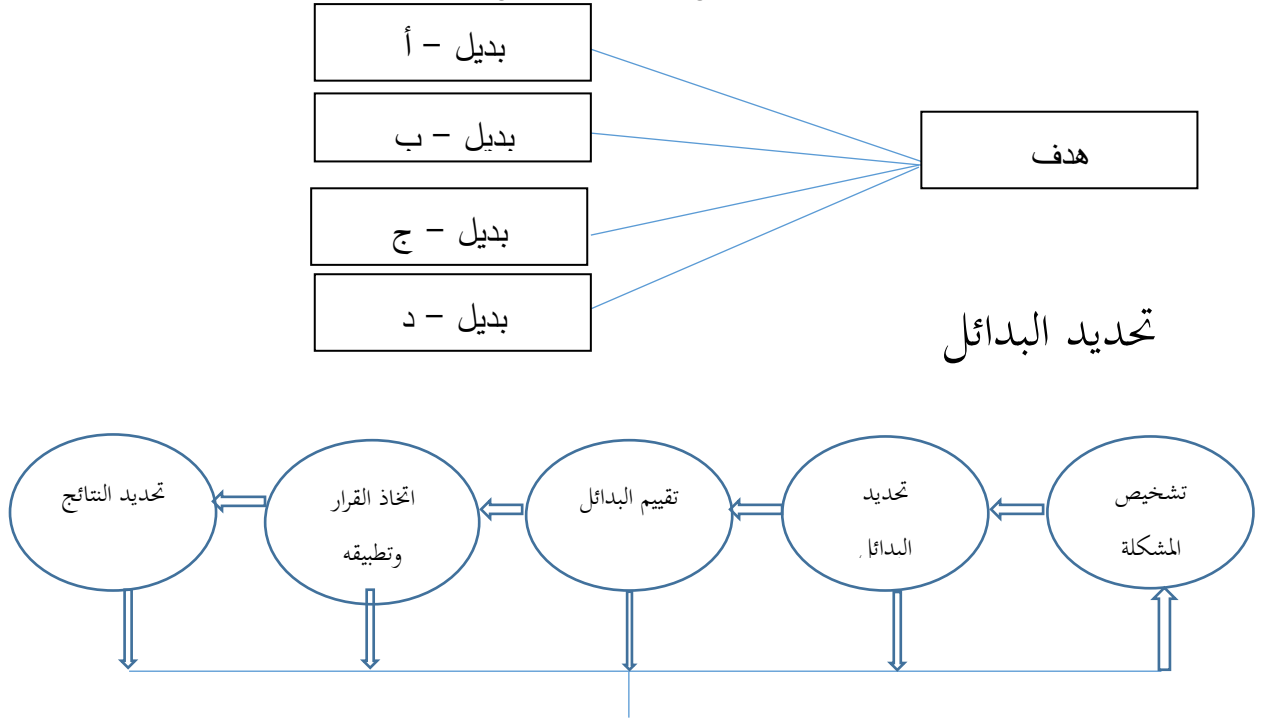 بديل – أ
بديل – ب
هدف
بديل – ج
بديل – د
تحديد البدائل
تشخيص
المشكلة
تحديد
البدائل
تقييم البدائل
اتخاذ القرار
وتطبيقه
تحديد النتائج